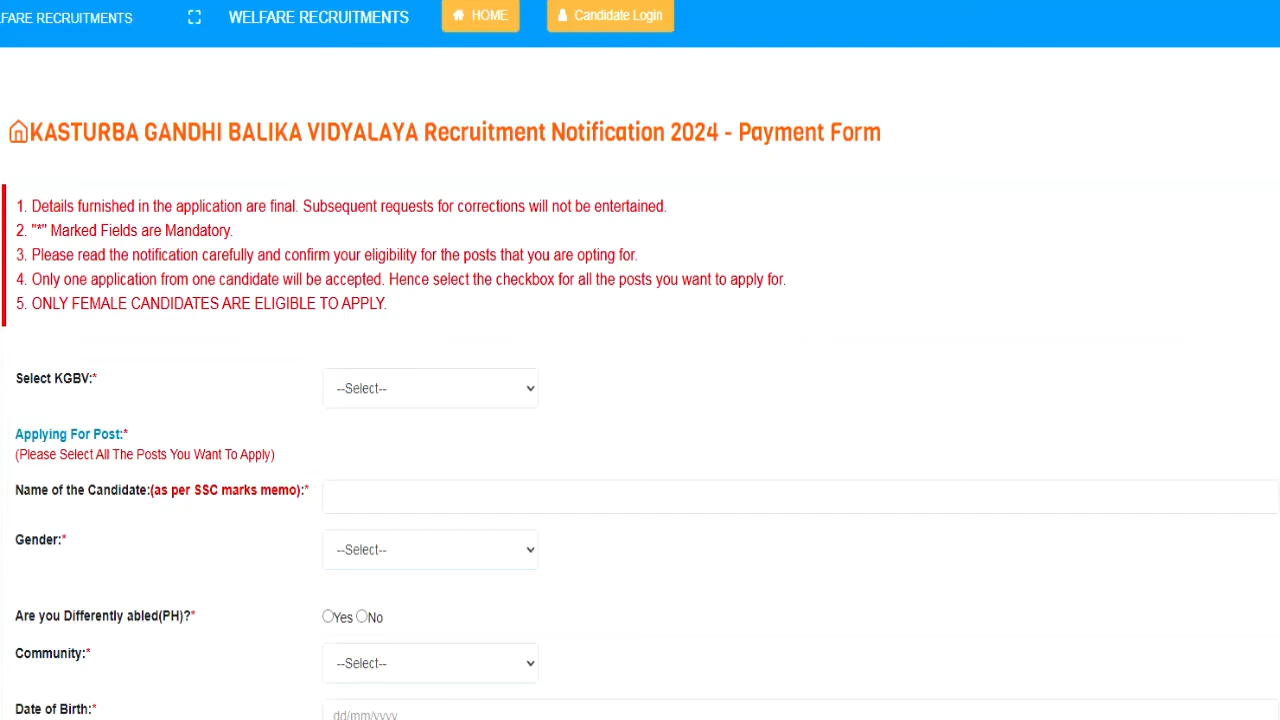 FARE RECRUITMENTS WELFARE RECRUITMENTS HOME Candidate Login
KASTURBA GANDHI BALIKA VIDYALAYA Recruitment Notification 2024 - Payment Form
1. Details furnished in the application are final. Subsequent requests for corrections will not be entertained.
2. "*" Marked Fields are Mandatory.
3. Please read the notification carefully and confirm your eligibility for the posts that you are opting for.
4. Only one application from one candidate will be accepted. Hence select the checkbox for all the posts you want to apply for.
5. ONLY FEMALE CANDIDATES ARE ELIGIBLE TO APPLY.
Select KGBV:* --Select--
Applying For Post:*
(Please Select All The Posts You Want To Apply)
Name of the Candidate:(as per SSC marks memo):*
Gender:* --Select--
Are you Differently abled(PH)?* Yes No
Community:* --Select--
Date of Birth:* dd/mm/yyyy